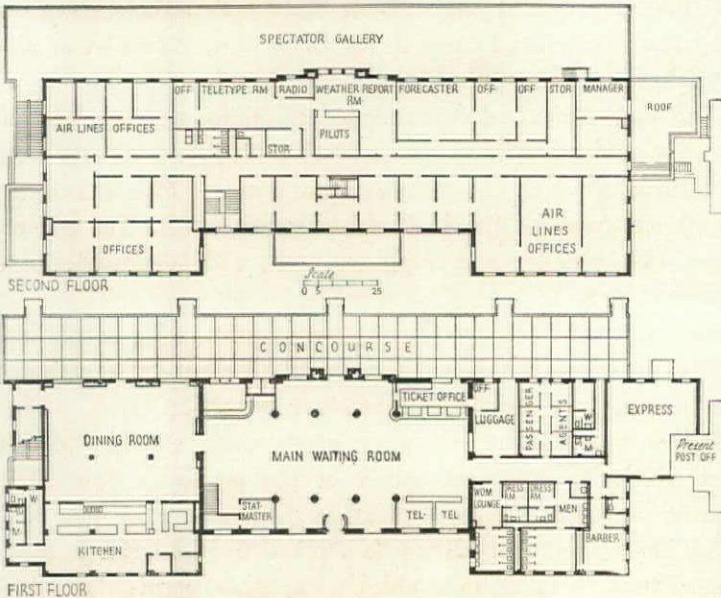 SPECTATOR GALLERY
OFF
TELETYPE RM
RADIO
WEATHER REPORT
RM
FORECASTER
OFF
OFF
STOR
MANAGER
ROOF
AIR LINES
OFFICES
PILOTS
STOR
OFFICES
AIR
LINES
OFFICES
SECOND FLOOR
Scale
0 5 25
CONCOURSE
DINING ROOM
MAIN WAITING ROOM
TICKET OFFICE
OFF
LUGGAGE
PASSENGER
AGENTS
W
M
EXPRESS
Present
POST OFF
D
W
M
KITCHEN
STAT-
MASTER
TEL-
TEL
WOM
LOUNGE
DRESS
RM
DRESS
RM
MEN
BARBER
FIRST FLOOR